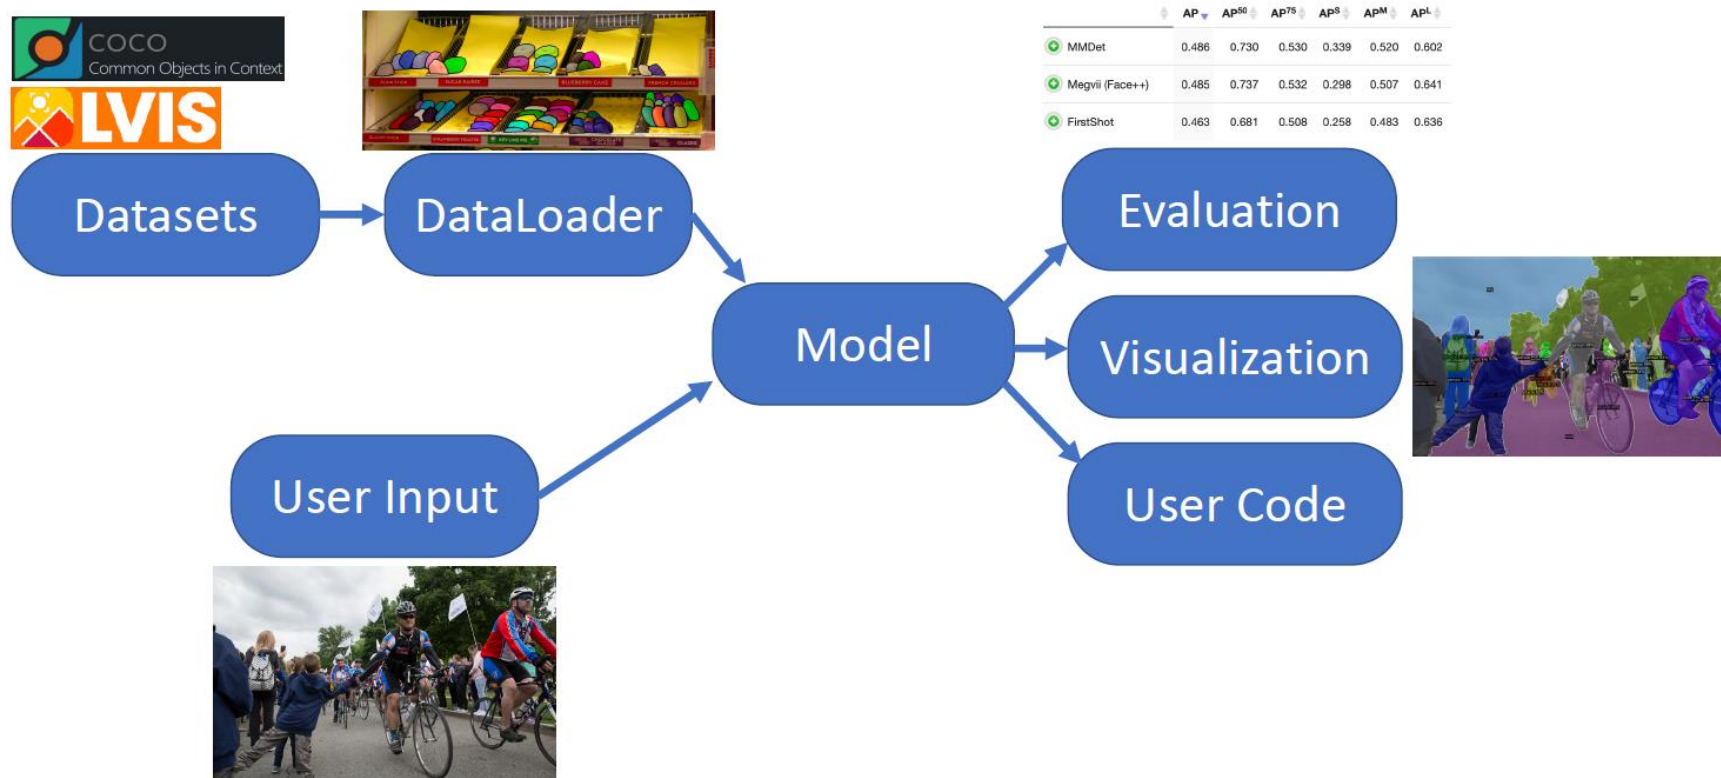 COCO
Common Objects in Context
LVIS
AP AP50 AP75 APS APM APL
MMDet 0.486 0.730 0.530 0.339 0.520 0.602
Megvii (Face++) 0.485 0.737 0.532 0.298 0.507 0.641
FirstShot 0.463 0.681 0.508 0.258 0.483 0.636
Datasets
DataLoader
Evaluation
Model
Visualization
User Input
User Code